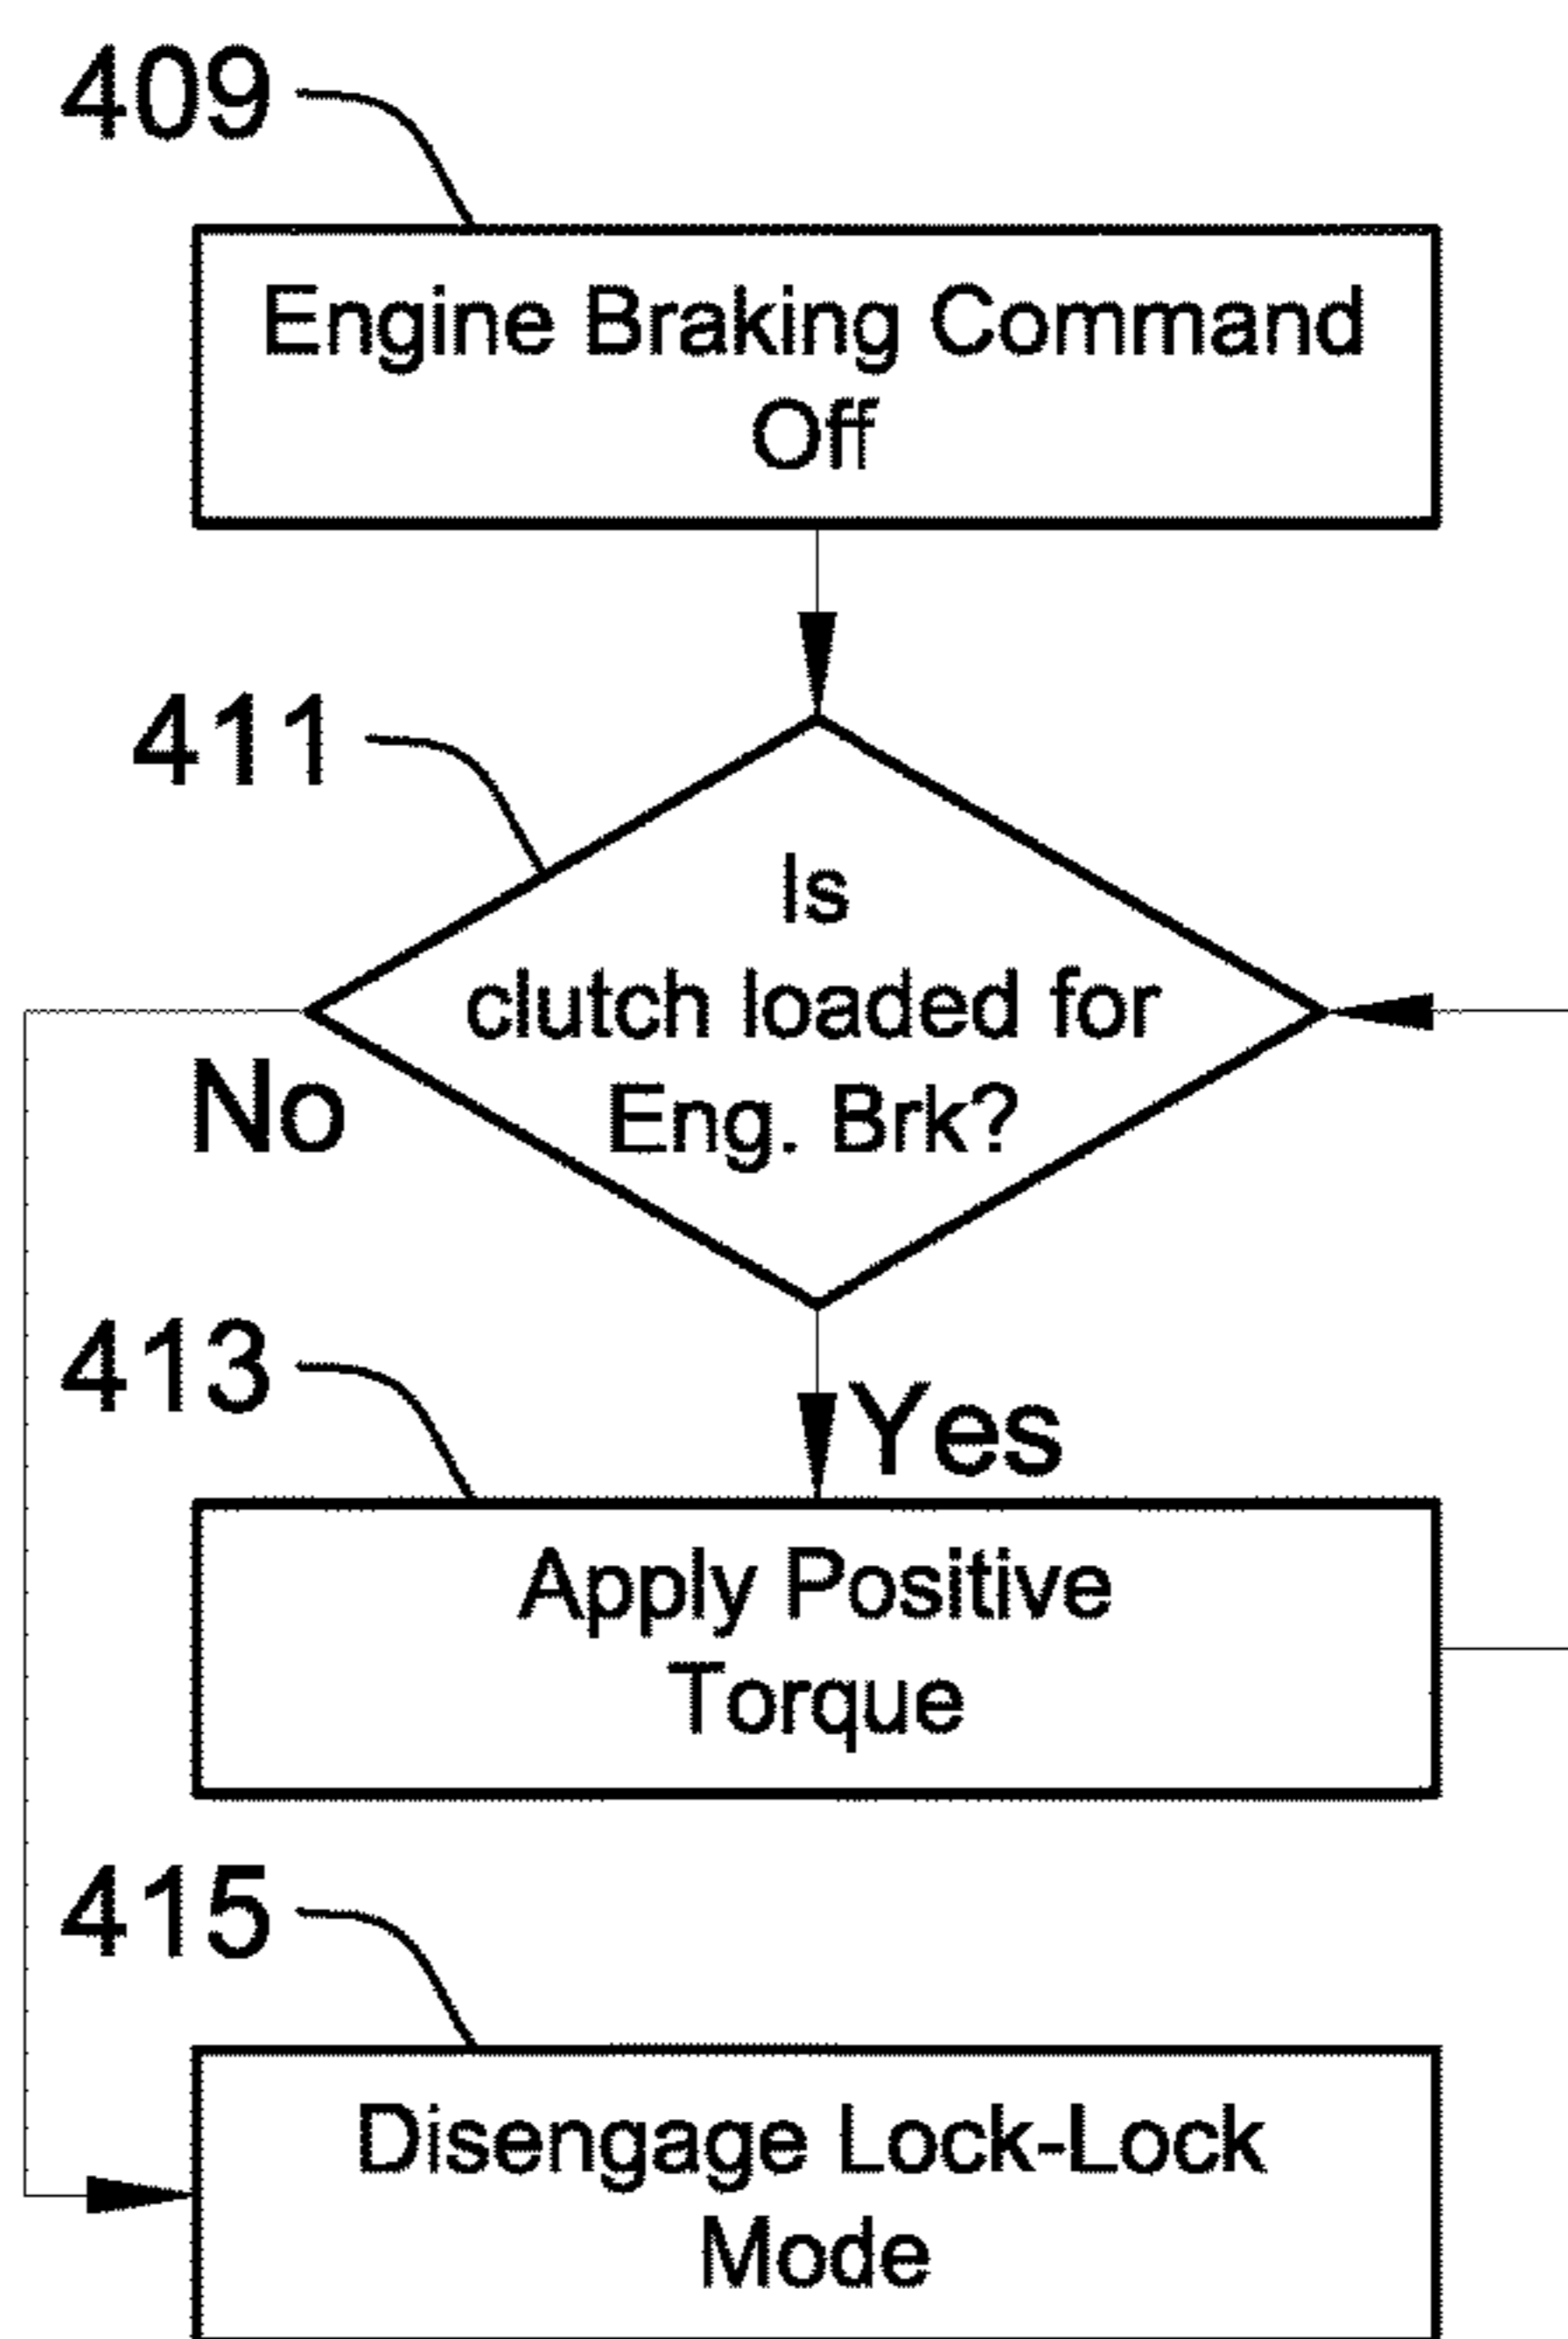 409
Engine Braking Command
Off
411
Is
clutch loaded for
Eng. Brk?
No
413
Yes
Apply Positive
Torque
415
Disengage Lock-Lock
Mode